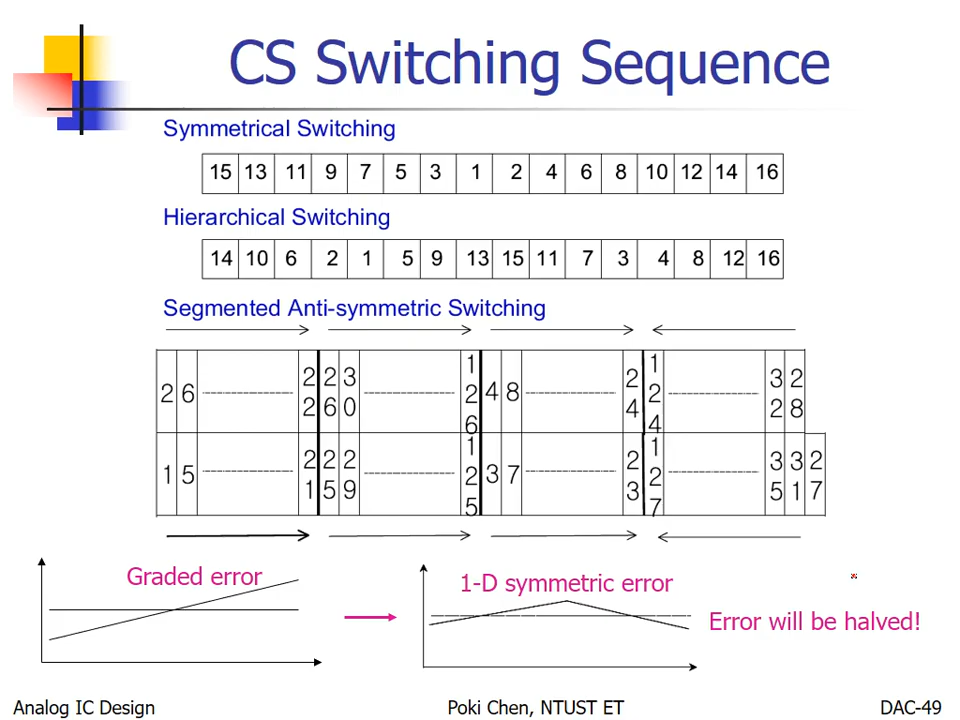 CS Switching Sequence
Symmetrical Switching
15 13 11 9 7 5 3 1 2 4 6 8 10 12 14 16
Hierarchical Switching
14 10 6 2 1 5 9 13 15 11 7 3 4 8 12 16
Segmented Anti-symmetric Switching
2 6 22 26 30 126 4 8 24 124 32 28
1 5 21 25 29 125 3 7 23 127 35 31 27
Graded error
1-D symmetric error
Error will be halved!
Analog IC Design
Poki Chen, NTUST ET
DAC-49